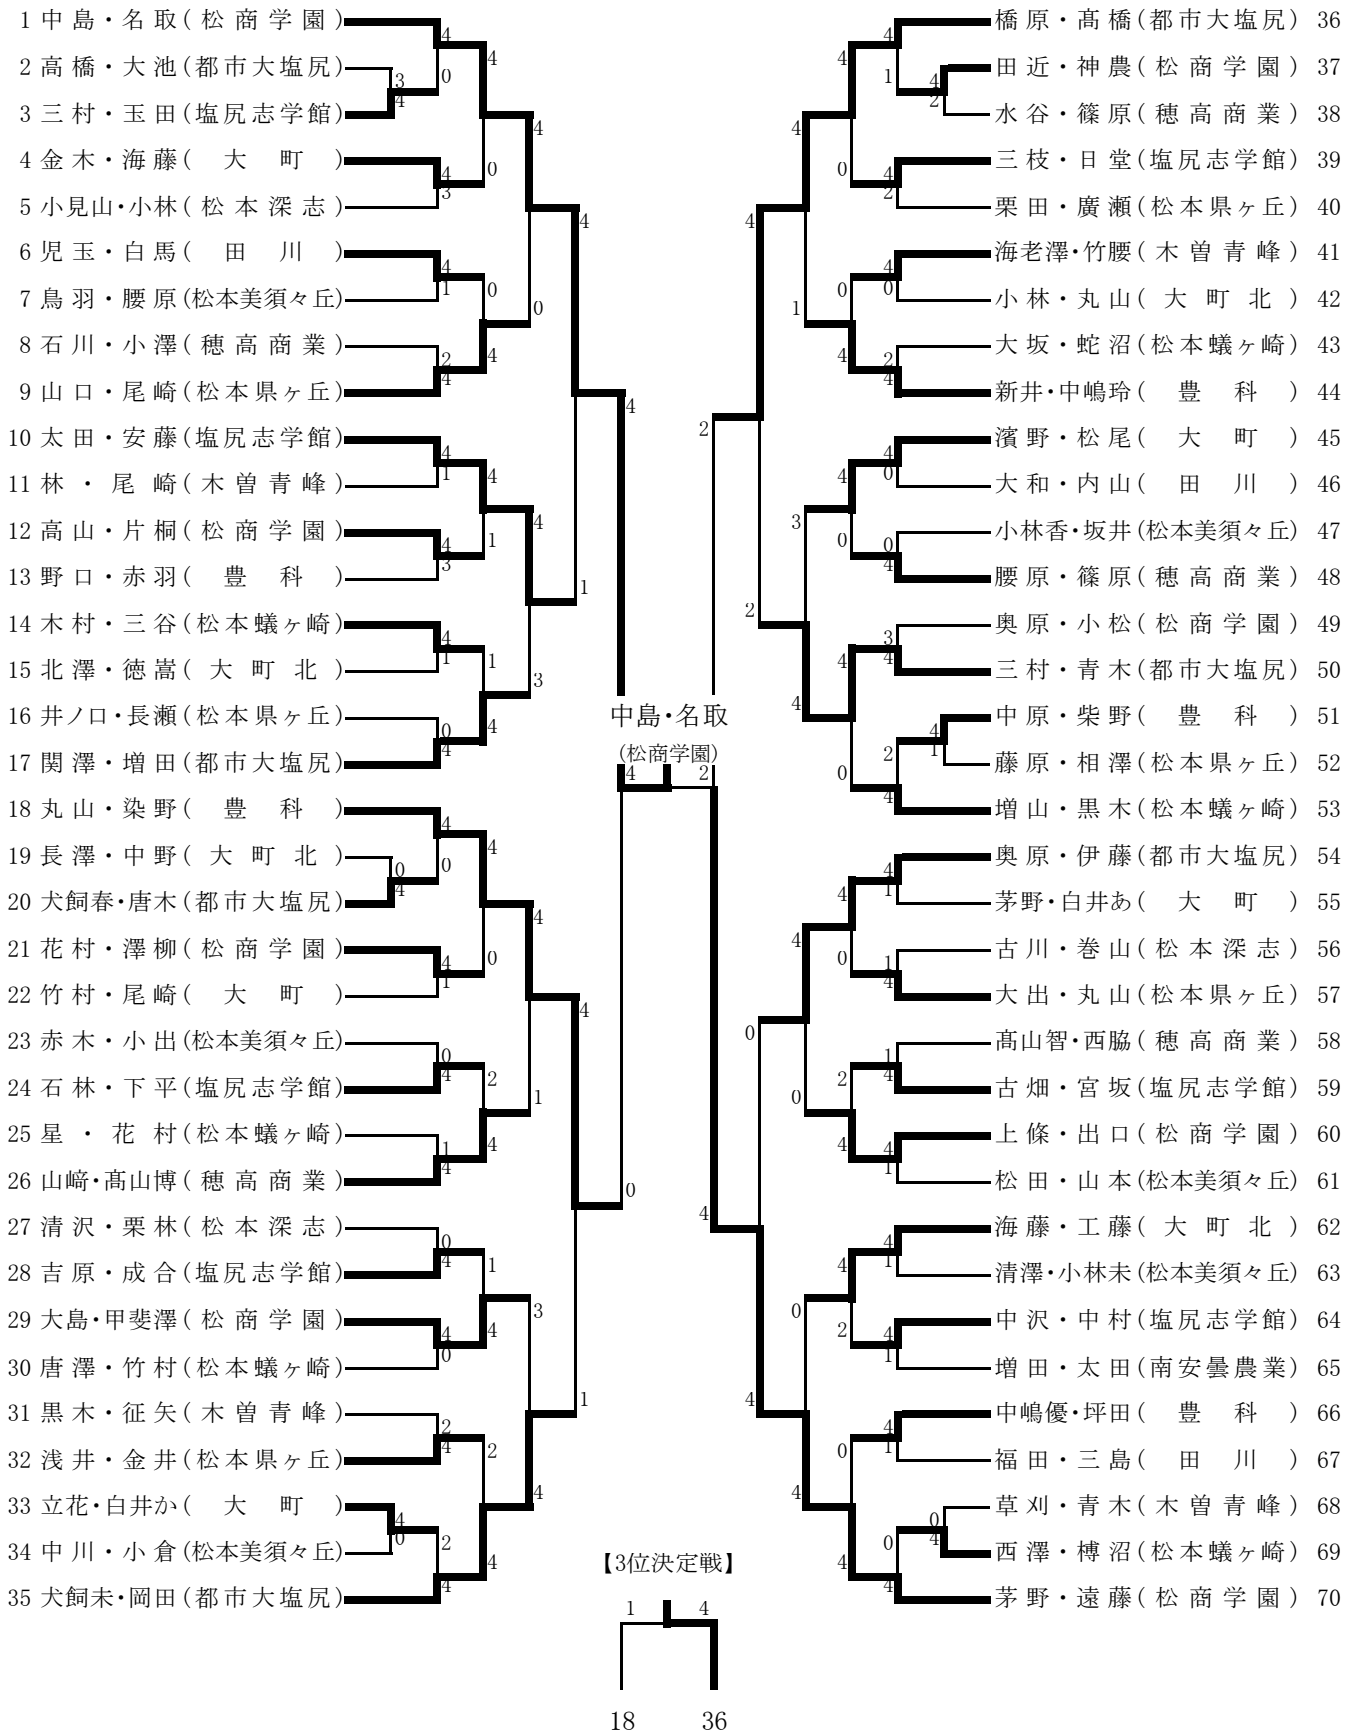 1 中島・名取(松商学園)
2 高橋・大池(都市大塩尻)
3 三村・玉田(塩尻志学館)
4 金木・海藤(大町)
5 小見山・小林(松本深志)
6 児玉・白馬(田川)
7 鳥羽・腰原(松本美須々丘)
8 石川・小澤(穂高商業)
9 山口・尾崎(松本県ヶ丘)
10 太田・安藤(塩尻志学館)
11 林・尾崎(木曽青峰)
12 高山・片桐(松商学園)
13 野口・赤羽(豊科)
14 木村・三谷(松本蟻ヶ崎)
15 北澤・徳嵩(大町北)
16 井ノ口・長瀬(松本県ヶ丘)
17 関澤・増田(都市大塩尻)
18 丸山・染野(豊科)
19 長澤・中野(大町北)
20 犬飼春・唐木(都市大塩尻)
21 花村・澤柳(松商学園)
22 竹村・尾崎(大町)
23 赤木・小出(松本美須々丘)
24 石林・下平(塩尻志学館)
25 星・花村(松本蟻ヶ崎)
26 山﨑・髙山博(穂高商業)
27 清沢・栗林(松本深志)
28 吉原・成合(塩尻志学館)
29 大島・甲斐澤(松商学園)
30 唐澤・竹村(松本蟻ヶ崎)
31 黒木・征矢(木曽青峰)
32 浅井・金井(松本県ヶ丘)
33 立花・白井か(大町)
34 中川・小倉(松本美須々丘)
35 犬飼未・岡田(都市大塩尻)
中島・名取
(松商学園)
4 2
【3位決定戦】
1 4
18 36
橋原・髙橋(都市大塩尻) 36
田近・神農(松商学園) 37
水谷・篠原(穂高商業) 38
三枝・日堂(塩尻志学館) 39
栗田・廣瀬(松本県ヶ丘) 40
海老澤・竹腰(木曽青峰) 41
小林・丸山(大町北) 42
大坂・蛇沼(松本蟻ヶ崎) 43
新井・中嶋玲(豊科) 44
濱野・松尾(大町) 45
大和・内山(田川) 46
小林香・坂井(松本美須々丘) 47
腰原・篠原(穂高商業) 48
奥原・小松(松商学園) 49
三村・青木(都市大塩尻) 50
中原・柴野(豊科) 51
藤原・相澤(松本県ヶ丘) 52
増山・黒木(松本蟻ヶ崎) 53
奥原・伊藤(都市大塩尻) 54
茅野・白井あ(大町) 55
古川・巻山(松本深志) 56
大出・丸山(松本県ヶ丘) 57
髙山智・西脇(穂高商業) 58
古畑・宮坂(塩尻志学館) 59
上條・出口(松商学園) 60
松田・山本(松本美須々丘) 61
海藤・工藤(大町北) 62
清澤・小林未(松本美須々丘) 63
中沢・中村(塩尻志学館) 64
増田・太田(南安曇農業) 65
中嶋優・坪田(豊科) 66
福田・三島(田川) 67
草刈・青木(木曽青峰) 68
西澤・榑沼(松本蟻ヶ崎) 69
茅野・遠藤(松商学園) 70